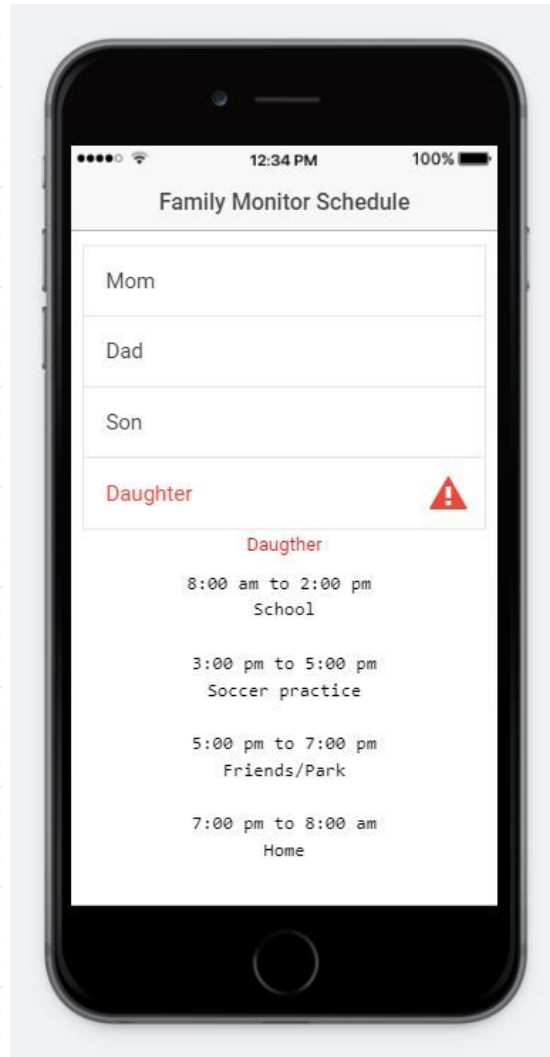 12:34 PM 100%
Family Monitor Schedule
Mom
Dad
Son
Daughter
Daugther
8:00 am to 2:00 pm
School
3:00 pm to 5:00 pm
Soccer practice
5:00 pm to 7:00 pm
Friends/Park
7:00 pm to 8:00 am
Home